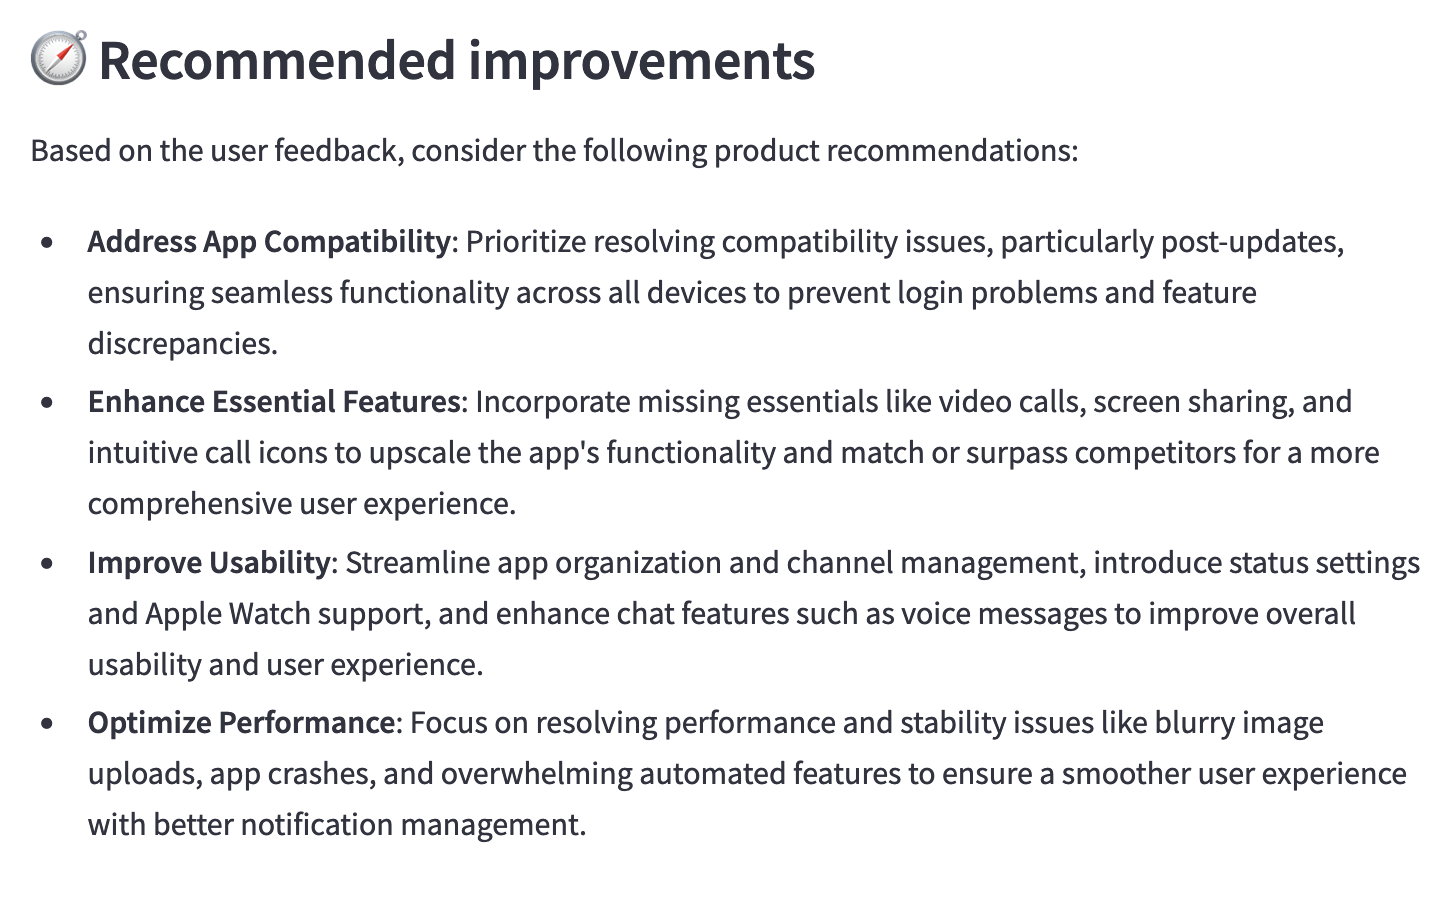 Recommended improvements
Based on the user feedback, consider the following product recommendations:
• Address App Compatibility: Prioritize resolving compatibility issues, particularly post-updates,
ensuring seamless functionality across all devices to prevent login problems and feature
discrepancies.
• Enhance Essential Features: Incorporate missing essentials like video calls, screen sharing, and
intuitive call icons to upscale the app's functionality and match or surpass competitors for a more
comprehensive user experience.
• Improve Usability: Streamline app organization and channel management, introduce status settings
and Apple Watch support, and enhance chat features such as voice messages to improve overall
usability and user experience.
• Optimize Performance: Focus on resolving performance and stability issues like blurry image
uploads, app crashes, and overwhelming automated features to ensure a smoother user experience
with better notification management.